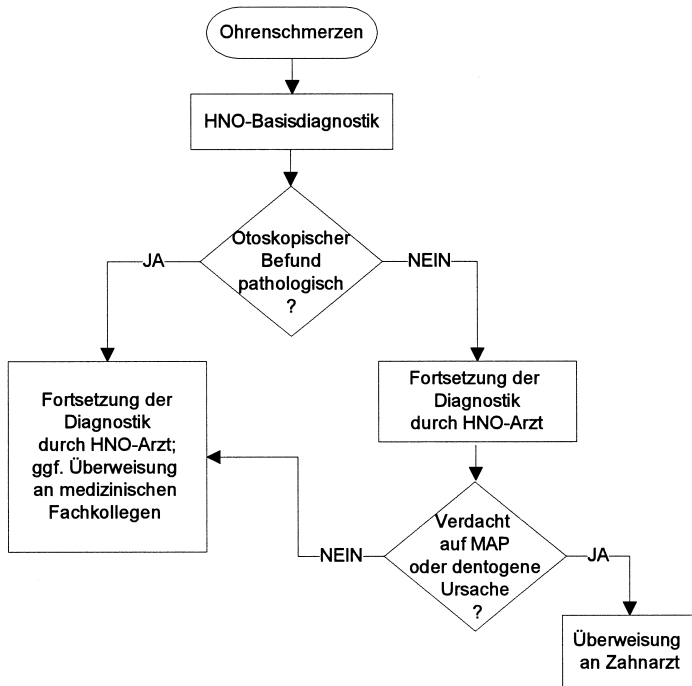 Ohrenschmerzen
HNO-Basisdiagnostik
Otoskopischer
Befund
pathologisch
?
JA
NEIN
Fortsetzung der
Diagnostik
durch HNO-Arzt;
ggf. Überweisung
an medizinischen
Fachkollegen
Fortsetzung der
Diagnostik
durch HNO-Arzt
Verdacht
auf MAP
oder dentogene
Ursache
?
NEIN
JA
Überweisung
an Zahnarzt